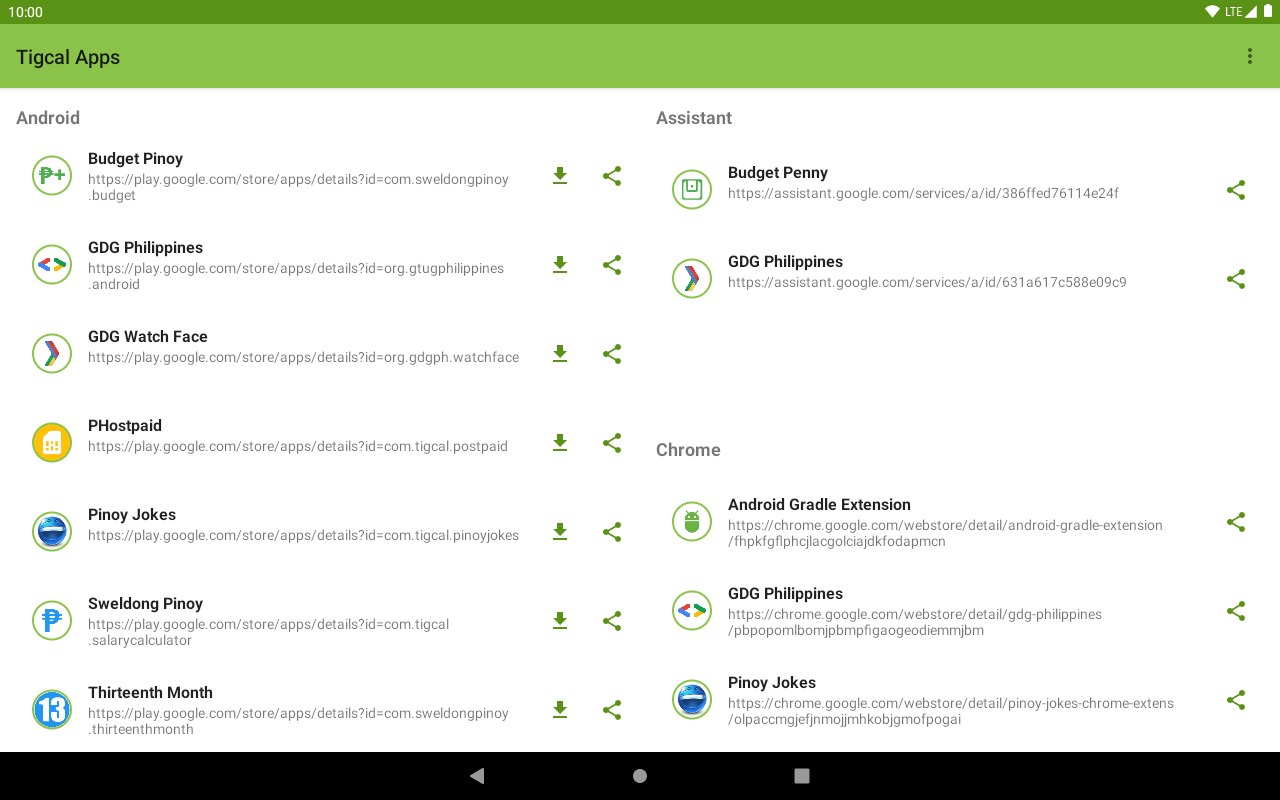 10:00
LTE
Tigcal Apps
Android
Budget Pinoy
https://play.google.com/store/apps/details?id=com.sweldongpinoy
.budget
GDG Philippines
https://play.google.com/store/apps/details?id=org.gtugphilippines
.android
GDG Watch Face
https://play.google.com/store/apps/details?id=org.gdgph.watchface
PHostpaid
https://play.google.com/store/apps/details?id=com.tigcal.postpaid
Pinoy Jokes
https://play.google.com/store/apps/details?id=com.tigcal.pinoyjokes
Sweldong Pinoy
https://play.google.com/store/apps/details?id=com.tigcal
.salarycalculator
13
Thirteenth Month
https://play.google.com/store/apps/details?id=com.sweldongpinoy
.thirteenthmonth
Assistant
Budget Penny
https://assistant.google.com/services/a/id/386ffed76114e24f
GDG Philippines
https://assistant.google.com/services/a/id/631a617c588e09c9
Chrome
Android Gradle Extension
https://chrome.google.com/webstore/detail/android-gradle-extension
/fhpkfgflphcjlacgolciajdkfodapmcn
GDG Philippines
https://chrome.google.com/webstore/detail/gdg-philippines
/pbpopomlbomjpbmpfigaogeodiemmjbm
Pinoy Jokes
https://chrome.google.com/webstore/detail/pinoy-jokes-chrome-extens
/olpaccmgjefjnmojjmhkobjgmofpogai